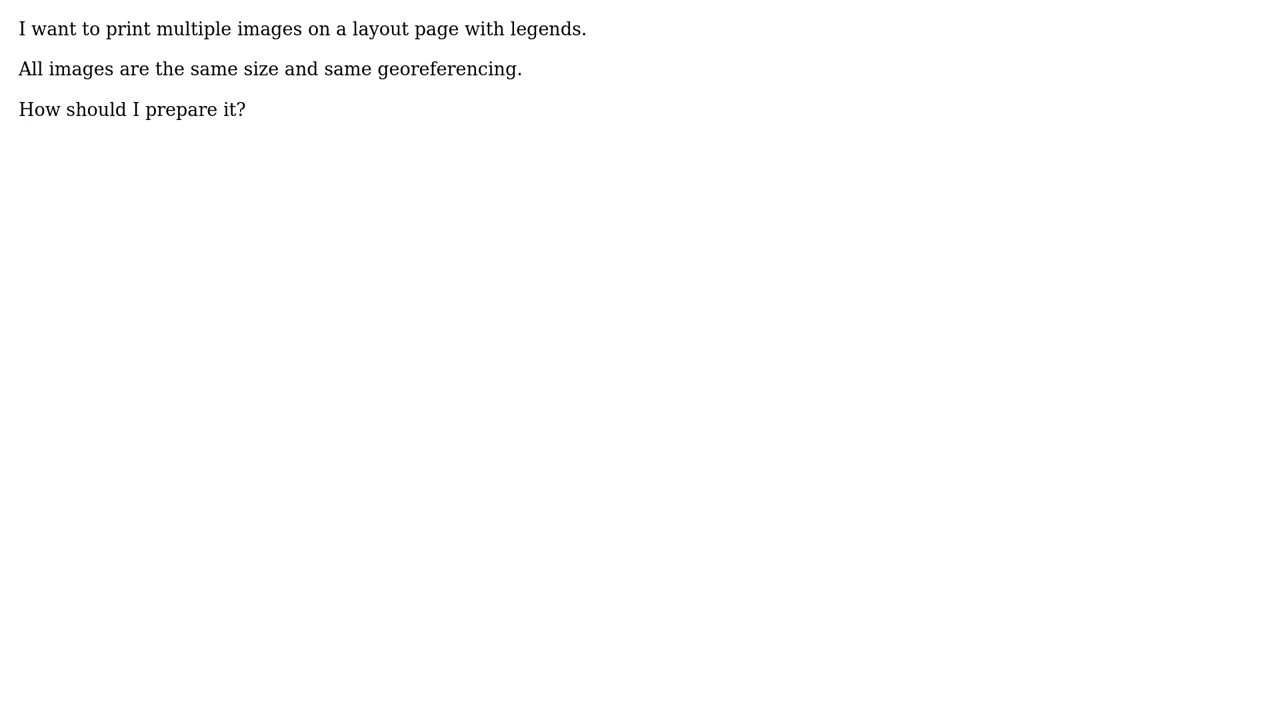 I want to print multiple images on a layout page with legends.
All images are the same size and same georeferencing.
How should I prepare it?